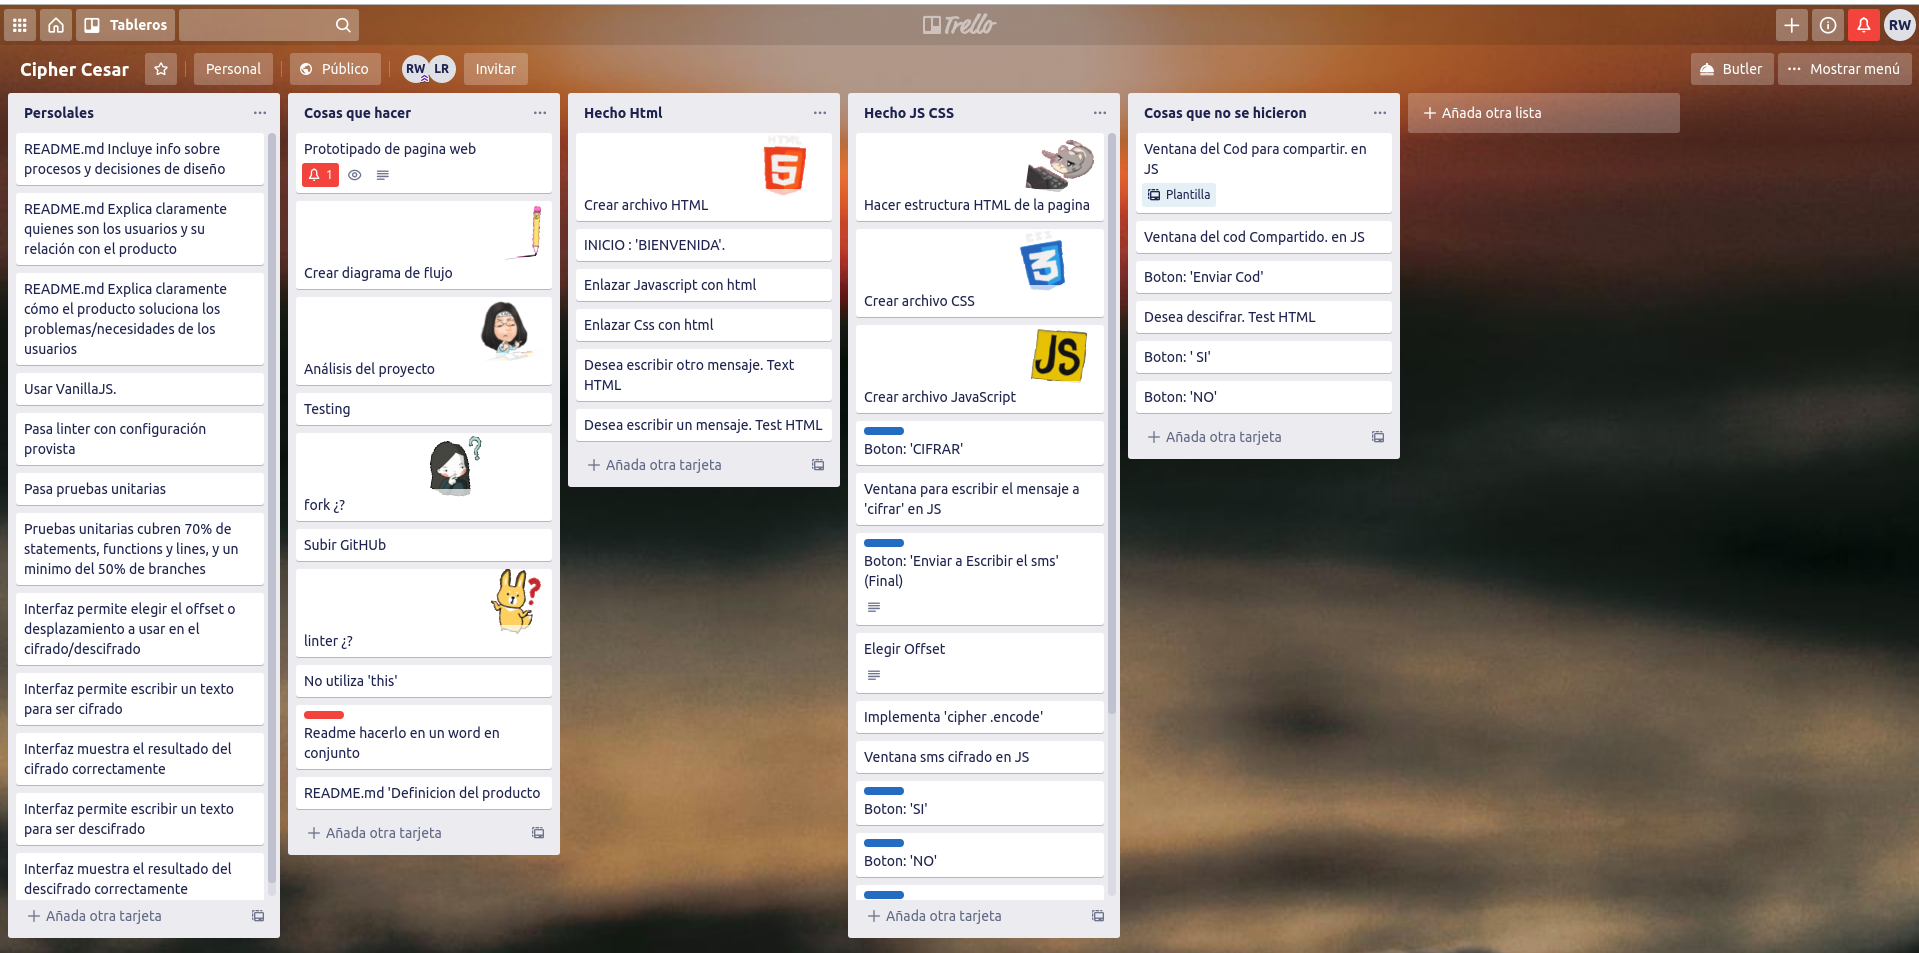 Tableros
Trello
RW
Cipher Cesar
Personal
Público
RW LR
Invitar
Butler
Mostrar menú
Persolales
README.md Incluye info sobre
procesos y decisiones de diseño
README.md Explica claramente
quienes son los usuarios y su
relación con el producto
README.md Explica claramente
cómo el producto soluciona los
problemas/necesidades de los
usuarios
Usar VanillaJS.
Pasa linter con configuración
provista
Pasa pruebas unitarias
Pruebas unitarias cubren 70% de
statements, functions y lines, y un
minimo del 50% de branches
Interfaz permite elegir el offset o
desplazamiento a usar en el
cifrado/descifrado
Interfaz permite escribir un texto
para ser cifrado
Interfaz muestra el resultado del
cifrado correctamente
Interfaz permite escribir un texto
para ser descifrado
Interfaz muestra el resultado del
descifrado correctamente
Añada otra tarjeta
Cosas que hacer
Prototipado de pagina web
1
Crear diagrama de flujo
Análisis del proyecto
Testing
fork ¿?
Subir GitHUb
linter ¿?
No utiliza 'this'
Readme hacerlo en un word en
conjunto
README.md 'Definicion del producto
Añada otra tarjeta
Hecho Html
HTML
5
Crear archivo HTML
INICIO : 'BIENVENIDA'.
Enlazar Javascript con html
Enlazar Css con html
Desea escribir otro mensaje. Text
HTML
Desea escribir un mensaje. Test HTML
Añada otra tarjeta
Hecho JS CSS
Hacer estructura HTML de la pagina
CSS
3
Crear archivo CSS
JS
Crear archivo JavaScript
Boton: 'CIFRAR'
Ventana para escribir el mensaje a
'cifrar' en JS
Boton: 'Enviar a Escribir el sms'
(Final)
Elegir Offset
Implementa 'cipher .encode'
Ventana sms cifrado en JS
Boton: 'SI'
Boton: 'NO'
Añada otra tarjeta
Cosas que no se hicieron
Ventana del Cod para compartir. en
JS
Plantilla
Ventana del cod Compartido. en JS
Boton: 'Enviar Cod'
Desea descifrar. Test HTML
Boton: ' SI'
Boton: 'NO'
Añada otra tarjeta
Añada otra lista